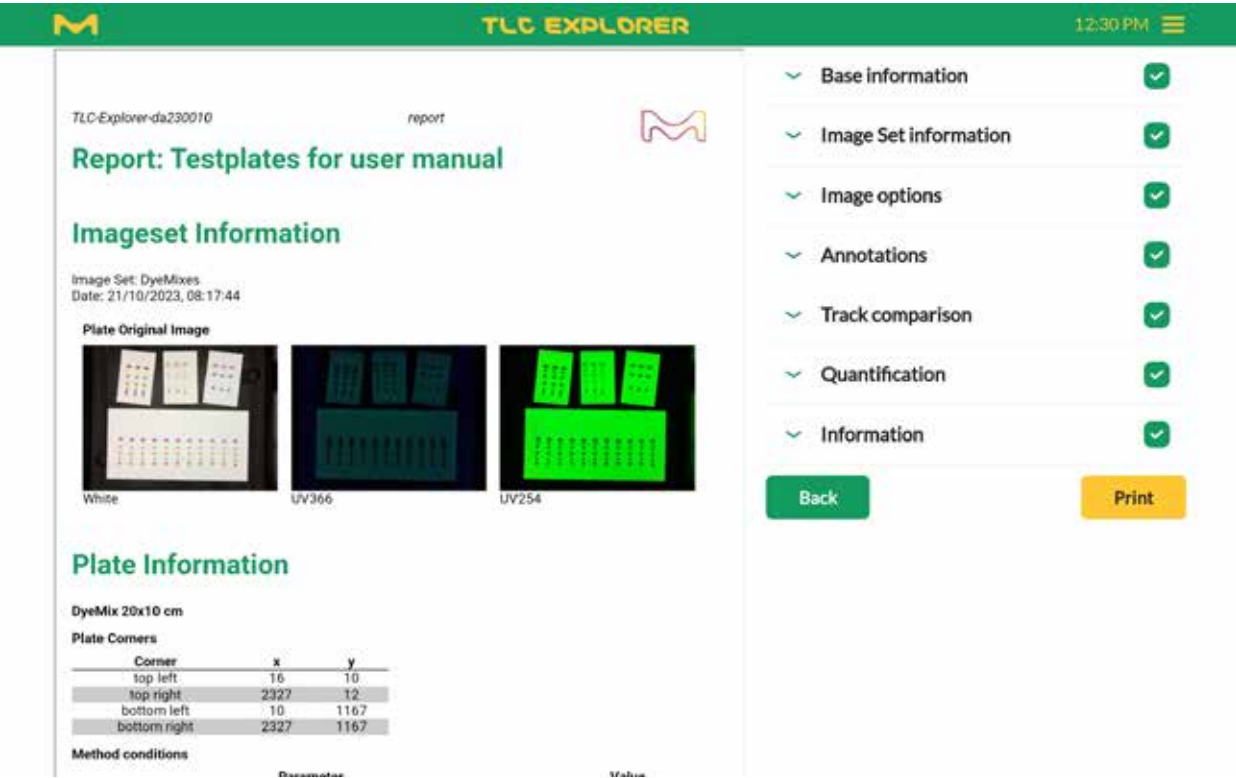 TLC EXPLORER
12:30 PM
TLC-Explorer-da230010 report
Report: Testplates for user manual
Imageset Information
Image Set: DyeMixes
Date: 21/10/2023, 08:17:44
Plate Original Image
White UV366 UV254
Plate Information
DyeMix 20x10 cm
Plate Corners
Corner x y
top left 16 10
top right 2327 12
bottom left 10 1167
bottom right 2327 1167
Method conditions
Parameter Value
Base information
Image Set information
Image options
Annotations
Track comparison
Quantification
Information
Back Print